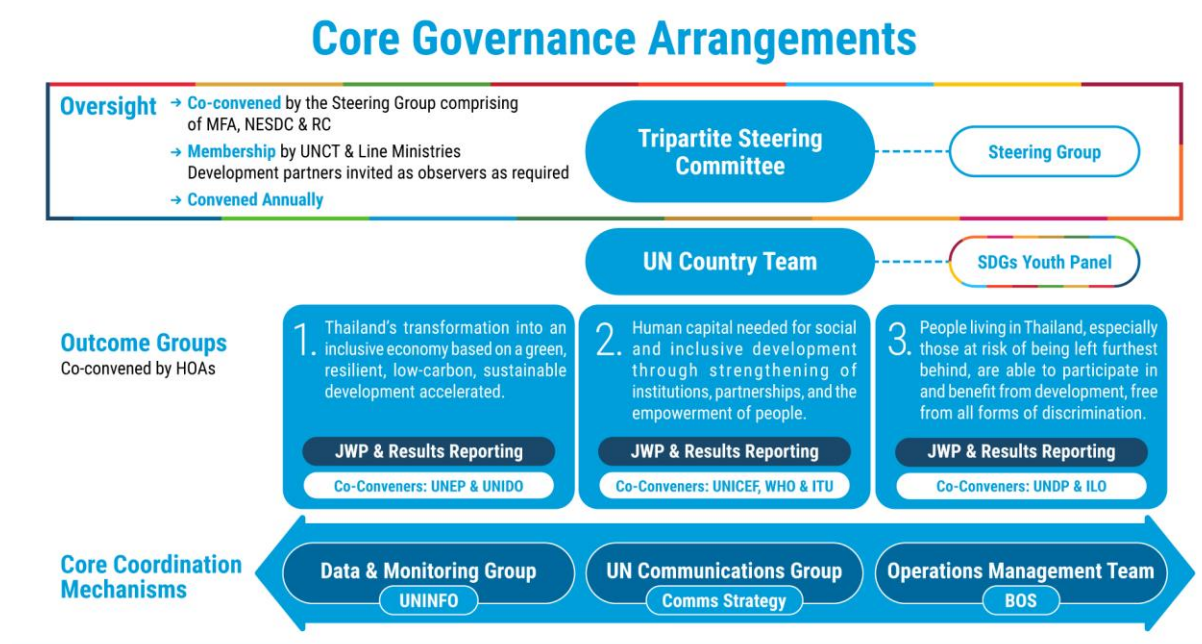 Core Governance Arrangements
Oversight
→ Co-convened by the Steering Group comprising
of MFA, NESDC & RC
→ Membership by UNCT & Line Ministries
Development partners invited as observers as required
→ Convened Annually
Tripartite Steering
Committee
Steering Group
UN Country Team
SDGs Youth Panel
Outcome Groups
Co-convened by HOAs
1.
Thailand's transformation into an
inclusive economy based on a green,
resilient, low-carbon, sustainable
development accelerated.
JWP & Results Reporting
Co-Conveners: UNEP & UNIDO
2.
Human capital needed for social
and inclusive development
through strengthening of
institutions, partnerships, and the
empowerment of people.
JWP & Results Reporting
Co-Conveners: UNICEF, WHO & ITU
3.
People living in Thailand, especially
those at risk of being left furthest
behind, are able to participate in
and benefit from development, free
from all forms of discrimination.
JWP & Results Reporting
Co-Conveners: UNDP & ILO
Core Coordination
Mechanisms
Data & Monitoring Group
UNINFO
UN Communications Group
Comms Strategy
Operations Management Team
BOS